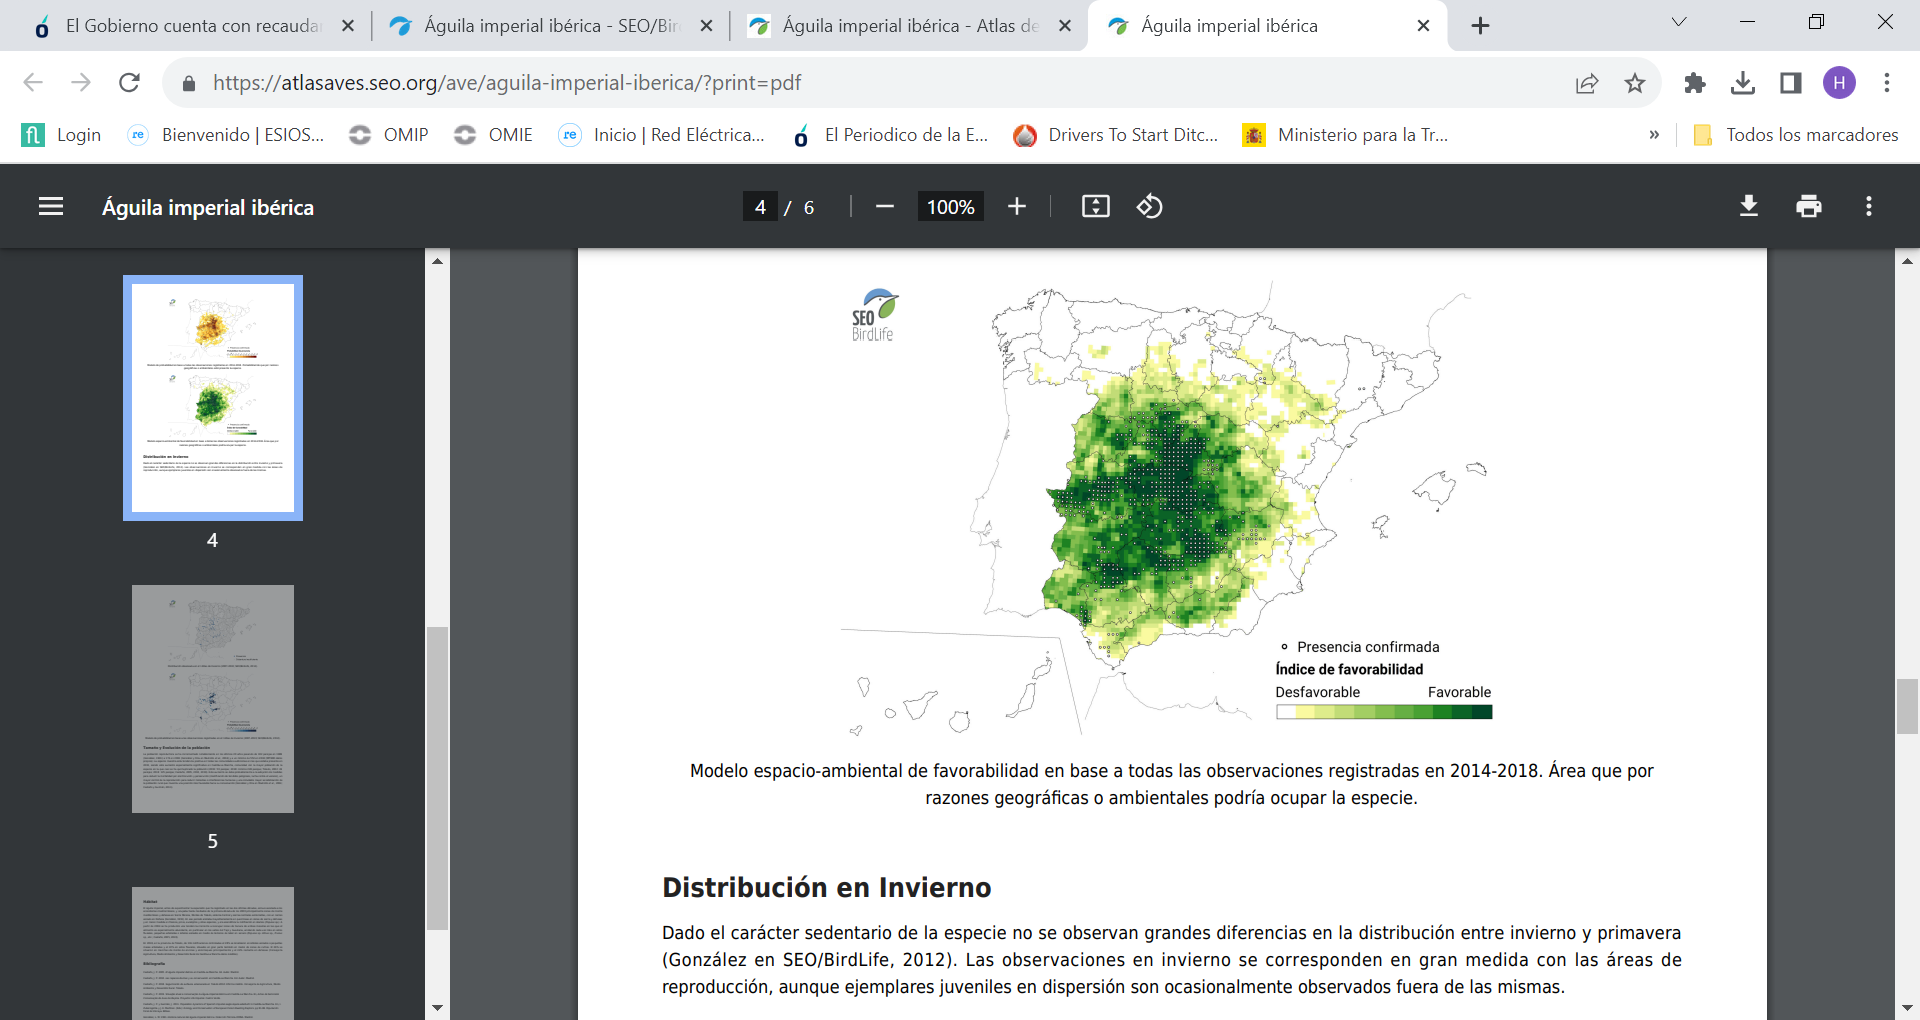 El Gobierno cuenta con recauda
Águila imperial ibérica - SEO/Bir
Águila imperial ibérica - Atlas de
Águila imperial ibérica
https://atlasaves.seo.org/ave/aguila-imperial-iberica/?print=pdf
H
Login
Bienvenido | ESIOS...
OMIP
OMIE
Inicio | Red Eléctrica...
El Periodico de la E...
Drivers To Start Ditc...
Ministerio para la Tr...
»
Todos los marcadores
Águila imperial ibérica
4 / 6
100%
4
5
SEO
BirdLife
Presencia confirmada
Índice de favorabilidad
Desfavorable Favorable
Modelo espacio-ambiental de favorabilidad en base a todas las observaciones registradas en 2014-2018. Área que por
razones geográficas o ambientales podría ocupar la especie.
Distribución en Invierno
Dado el carácter sedentario de la especie no se observan grandes diferencias en la distribución entre invierno y primavera
(González en SEO/BirdLife, 2012). Las observaciones en invierno se corresponden en gran medida con las áreas de
reproducción, aunque ejemplares juveniles en dispersión son ocasionalmente observados fuera de las mismas.